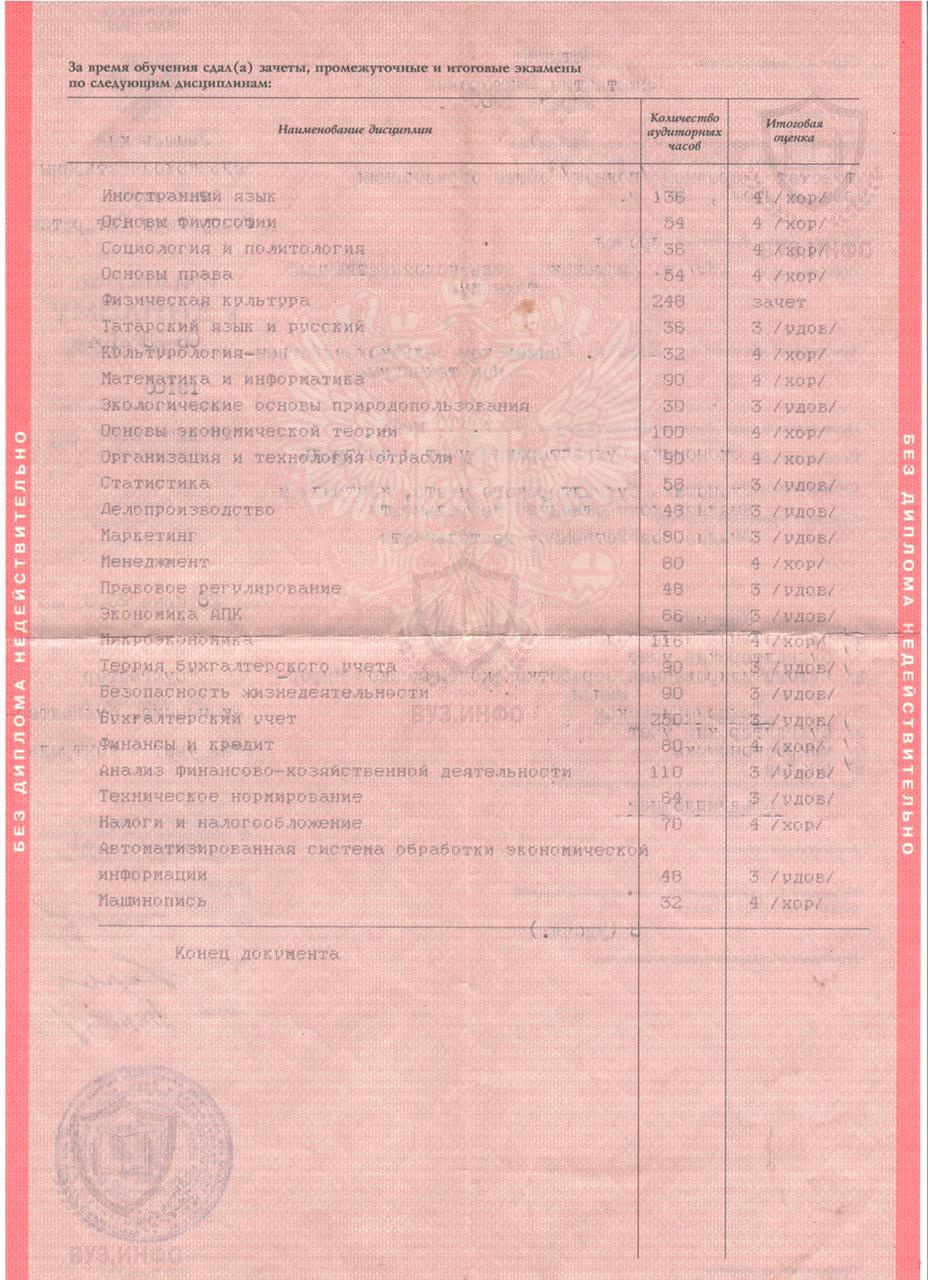 За время обучения сдал(а) зачеты, промежуточные и итоговые экзамены
по следующим дисциплинам:
Наименование дисциплин Количество аудиторных часов Итоговая оценка
Иностранный язык 136 4 /хор/
Основы философии 54 4 /хор/
Социология и политология 36 4 /хор/
Основы права 54 4 /хор/
Физическая культура 248 зачет
Татарский язык и русский 36 3 /удов/
Культурология 32 4 /хор/
Математика и информатика 90 4 /хор/
Экологические основы природопользования 30 3 /удов/
Основы экономической теории 100 4 /хор/
Организация и технология отрасли 90 4 /хор/
Статистика 58 3 /удов/
Делопроизводство 48 3 /удов/
Маркетинг 80 3 /удов/
Менеджмент 60 4 /хор/
Правовое регулирование 48 3 /удов/
Экономика АПК 66 3 /удов/
Микроэкономика 116 4 /хор/
Теория бухгалтерского учета 90 3 /удов/
Безопасность жизнедеятельности 90 3 /удов/
Бухгалтерский учет 250 3 /удов/
Финансы и кредит 80 4 /хор/
Анализ финансово-хозяйственной деятельности 110 3 /удов/
Техническое нормирование 64 3 /удов/
Налоги и налогообложение 70 4 /хор/
Автоматизированная система обработки экономической
информации 48 3 /удов/
Машинопись 32 4 /хор/
Конец документа
БЕЗ ДИПЛОМА НЕДЕЙСТВИТЕЛЬНО
БЕЗ ДИПЛОМА НЕДЕЙСТВИТЕЛЬНО
ВУЗ.ИНФО
ВУЗ.ИНФО